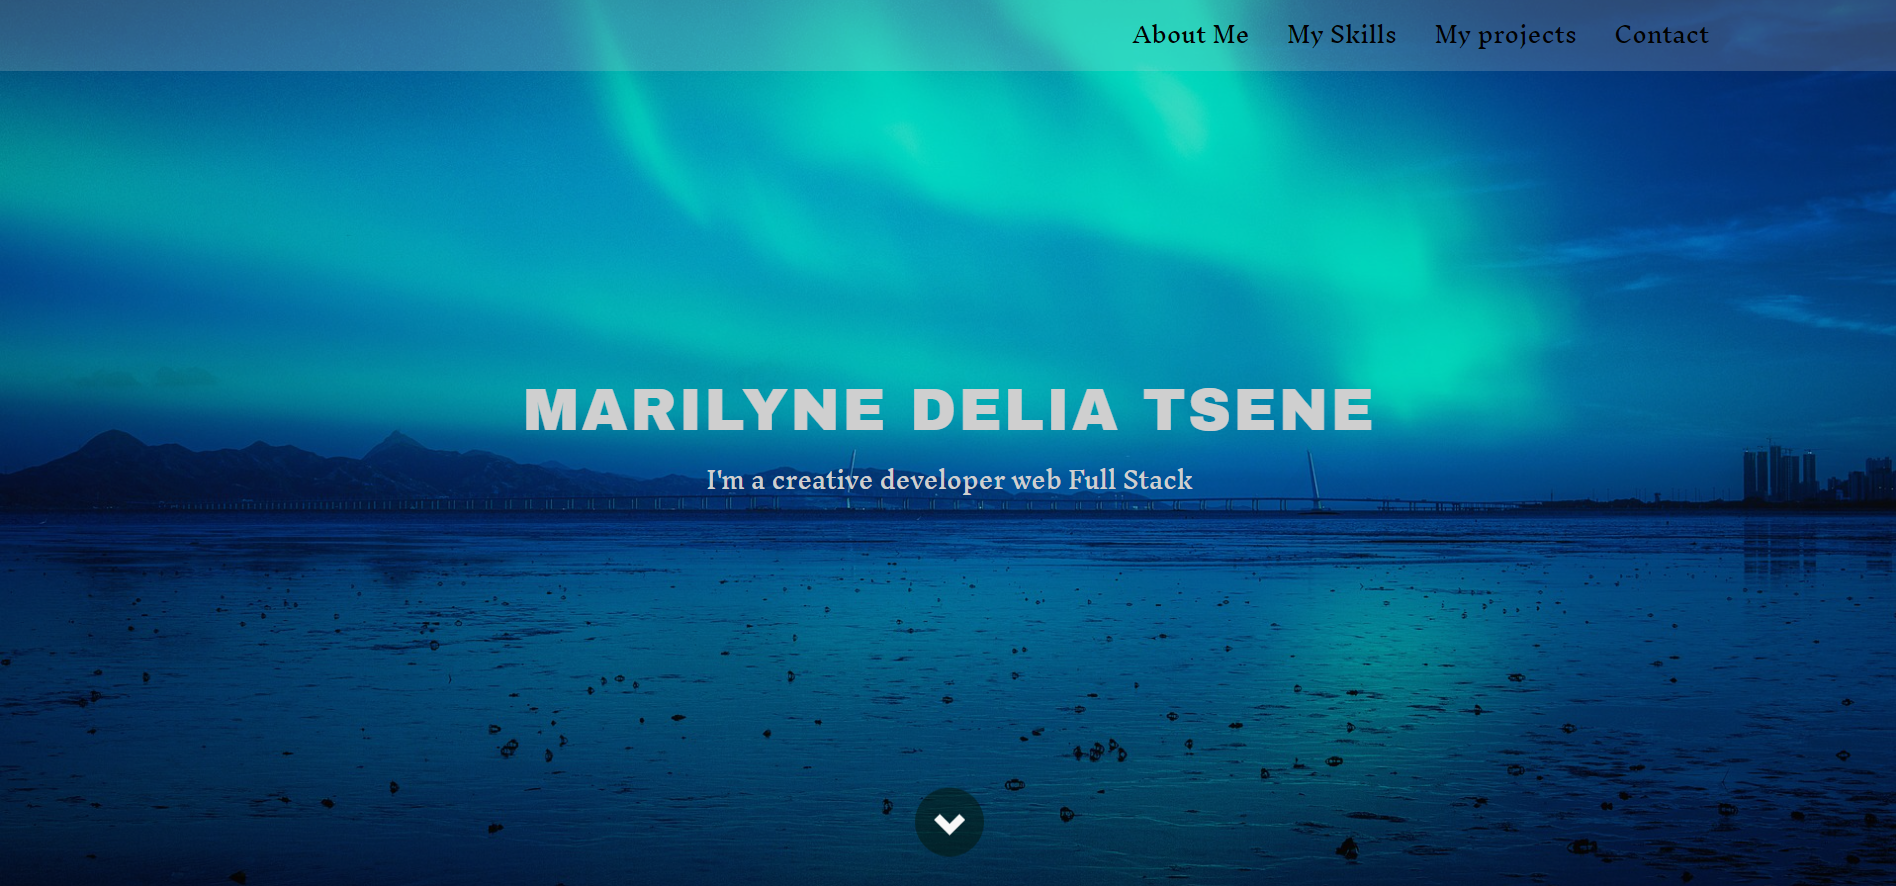 About Me My Skills My projects Contact
MARILYNE DELIA TSENE
I'm a creative developer web Full Stack